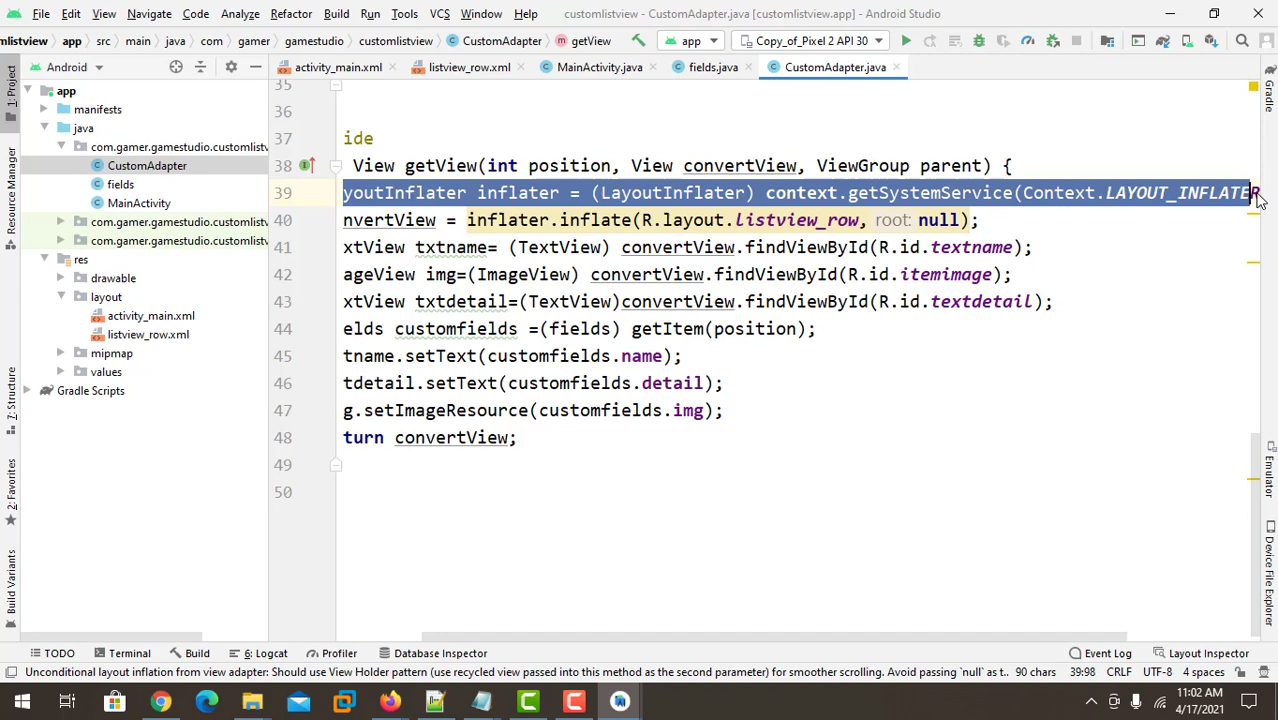 File Edit View Navigate Code Analyze Refactor Build Run Tools VCS Window Help customlistview - CustomAdapter.java [customlistview.app] - Android Studio
mlistview app src main java com gamer gamestudio customlistview CustomAdapter getView app Copy_of_Pixel 2 API 30
Android activity_main.xml listview_row.xml MainActivity.java fields.java CustomAdapter.java
1: Project
Resource Manager
7: Structure
2: Favorites
Build Variants
app
manifests
java
com.gamer.gamestudio.customlistv
CustomAdapter
fields
MainActivity
com.gamer.gamestudio.customlistv
com.gamer.gamestudio.customlistv
res
drawable
layout
activity_main.xml
listview_row.xml
mipmap
values
Gradle Scripts
35
36
37 ide
38 View getView(int position, View convertView, ViewGroup parent) {
39 youtInflater inflater = (LayoutInflater) context.getSystemService(Context.LAYOUT_INFLATER
40 nvertView = inflater.inflate(R.layout.listview_row, root: null);
41 xtView txtname= (TextView) convertView.findViewById(R.id.textname);
42 ageView img=(ImageView) convertView.findViewById(R.id.itemimage);
43 xtView txtdetail=(TextView)convertView.findViewById(R.id.textdetail);
44 elds customfields =(fields) getItem(position);
45 tname.setText(customfields.name);
46 tdetail.setText(customfields.detail);
47 g.setImageResource(customfields.img);
48 turn convertView;
49
50
Gradle
Emulator
Device File Explorer
TODO Terminal Build 6: Logcat Profiler Database Inspector Event Log Layout Inspector
Unconditional layout inflation from view adapter: Should use View Holder pattern (use recycled view passed into this method as the second parameter) for smoother scrolling. Avoid passing `null` as t... 90 chars 39:98 CRLF UTF-8 4 spaces
11:02 AM
4/17/2021